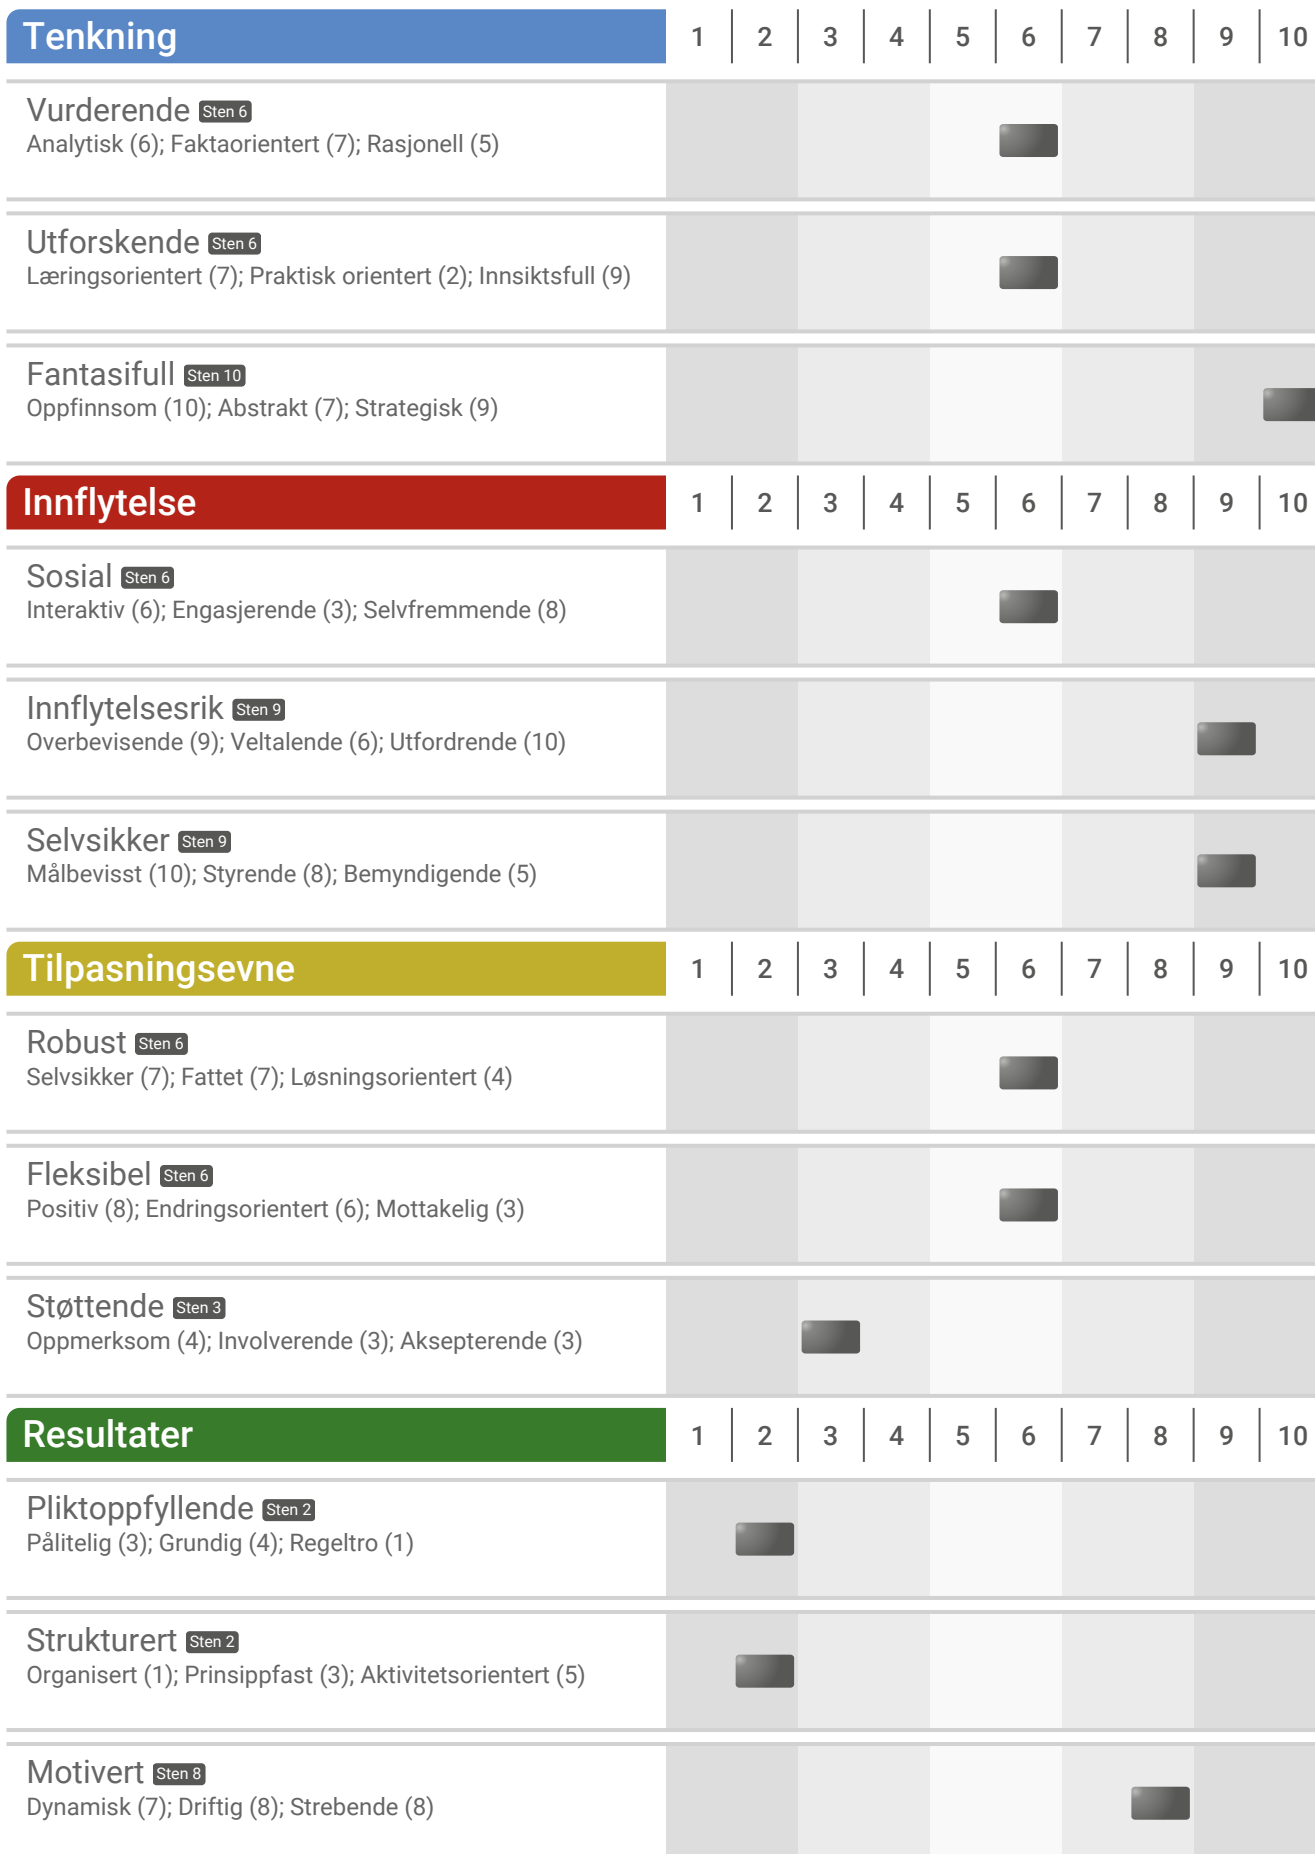 Tenkning 1 2 3 4 5 6 7 8 9 10
Vurderende Sten 6
Analytisk (6); Faktaorientert (7); Rasjonell (5)
Utforskende Sten 6
Læringsorientert (7); Praktisk orientert (2); Innsiktsfull (9)
Fantasifull Sten 10
Oppfinnsom (10); Abstrakt (7); Strategisk (9)
Innflytelse 1 2 3 4 5 6 7 8 9 10
Sosial Sten 6
Interaktiv (6); Engasjerende (3); Selvfremmende (8)
Innflytelsesrik Sten 9
Overbevisende (9); Veltalende (6); Utfordrende (10)
Selvsikker Sten 9
Målbevisst (10); Styrende (8); Bemyndigende (5)
Tilpasningsevne 1 2 3 4 5 6 7 8 9 10
Robust Sten 6
Selvsikker (7); Fattet (7); Løsningsorientert (4)
Fleksibel Sten 6
Positiv (8); Endringsorientert (6); Mottakelig (3)
Støttende Sten 3
Oppmerksom (4); Involverende (3); Aksepterende (3)
Resultater 1 2 3 4 5 6 7 8 9 10
Pliktoppfyllende Sten 2
Pålitelig (3); Grundig (4); Regeltro (1)
Strukturert Sten 2
Organisert (1); Prinsippfast (3); Aktivitetsorientert (5)
Motivert Sten 8
Dynamisk (7); Driftig (8); Strebende (8)